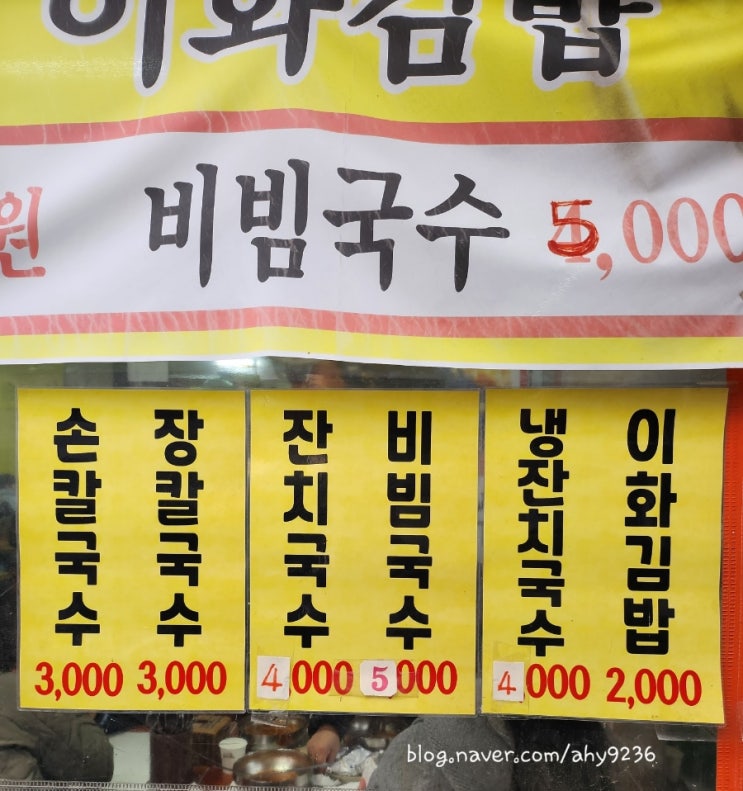 이화김밥
원 비빔국수 5,000
손칼국수 3,000
장칼국수 3,000
잔치국수 4,000
비빔국수 5,000
냉잔치국수 4,000
이화김밥 2,000
blog.naver.com/ahy9236